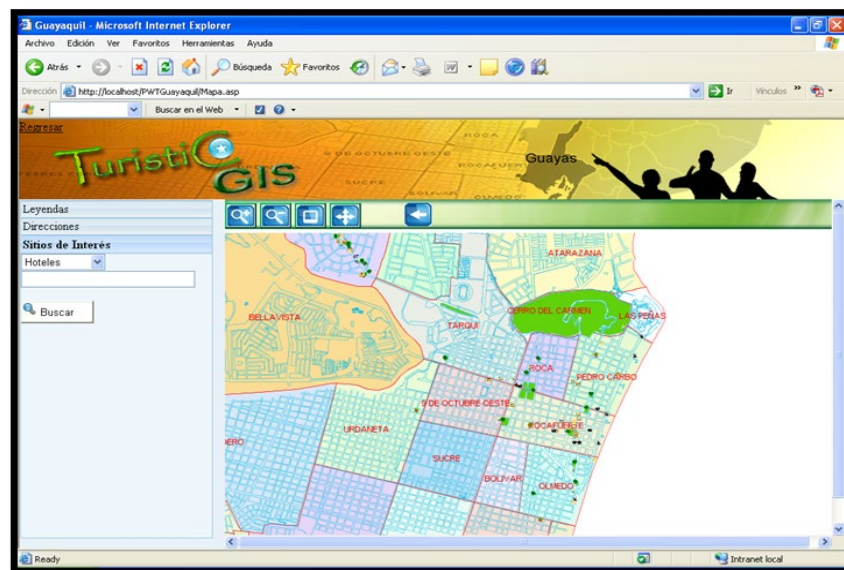 Guayaquil - Microsoft Internet Explorer
Archivo Edición Ver Favoritos Herramientas Ayuda
Atrás Búsqueda Favoritos
Dirección http://localhost/PWTGuayaquil/Mapa.asp Ir Vínculos
Buscar en el Web
Regresar
TuristiC GIS
ROCA
9 DE OCTUBRE OESTE
ROCAFUER
SUCRE
BOLIVAR
OLMEDO
Guayas
Leyendas
Direcciones
Sitios de Interés
Hoteles
Buscar
ATARAZANA
BELLAVISTA
TARQUI
CERRO DEL CARMEN
LAS PEÑAS
ROCA
PEDRO CARBO
9 DE OCTUBRE OESTE
URDANETA
ROCAFUERTE
DERO
SUCRE
BOLIVAR
OLMEDO
Ready
Intranet local